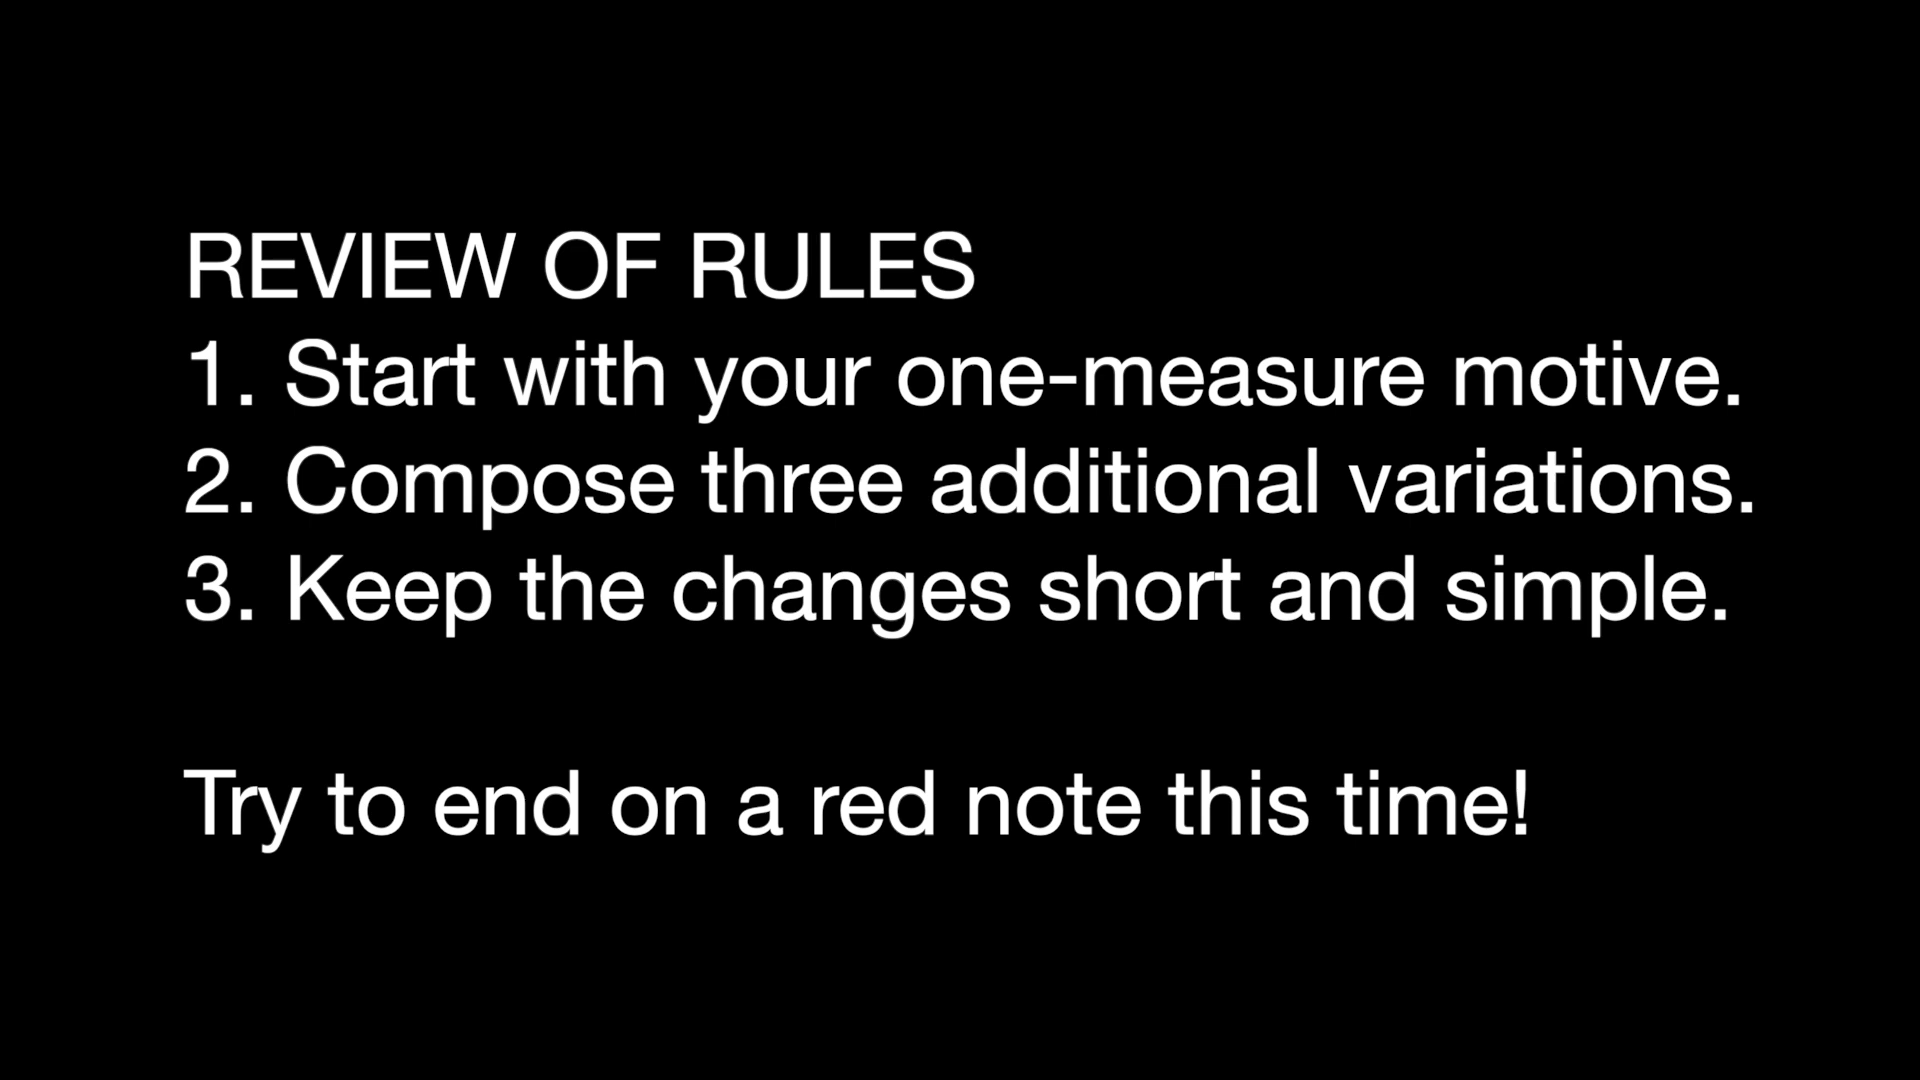 REVIEW OF RULES
1. Start with your one-measure motive.
2. Compose three additional variations.
3. Keep the changes short and simple.
Try to end on a red note this time!